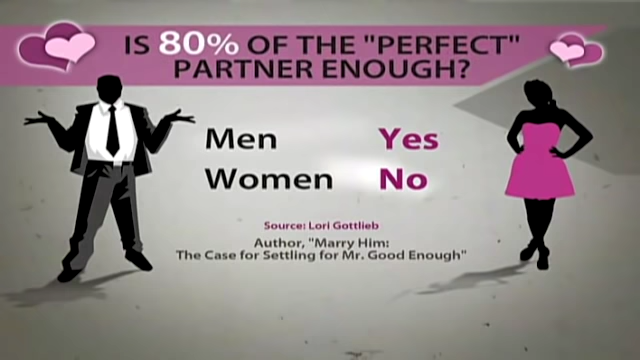 IS 80% OF THE "PERFECT"
PARTNER ENOUGH?
Men Yes
Women No
Source: Lori Gottlieb
Author, "Marry Him:
The Case for Settling for Mr. Good Enough"